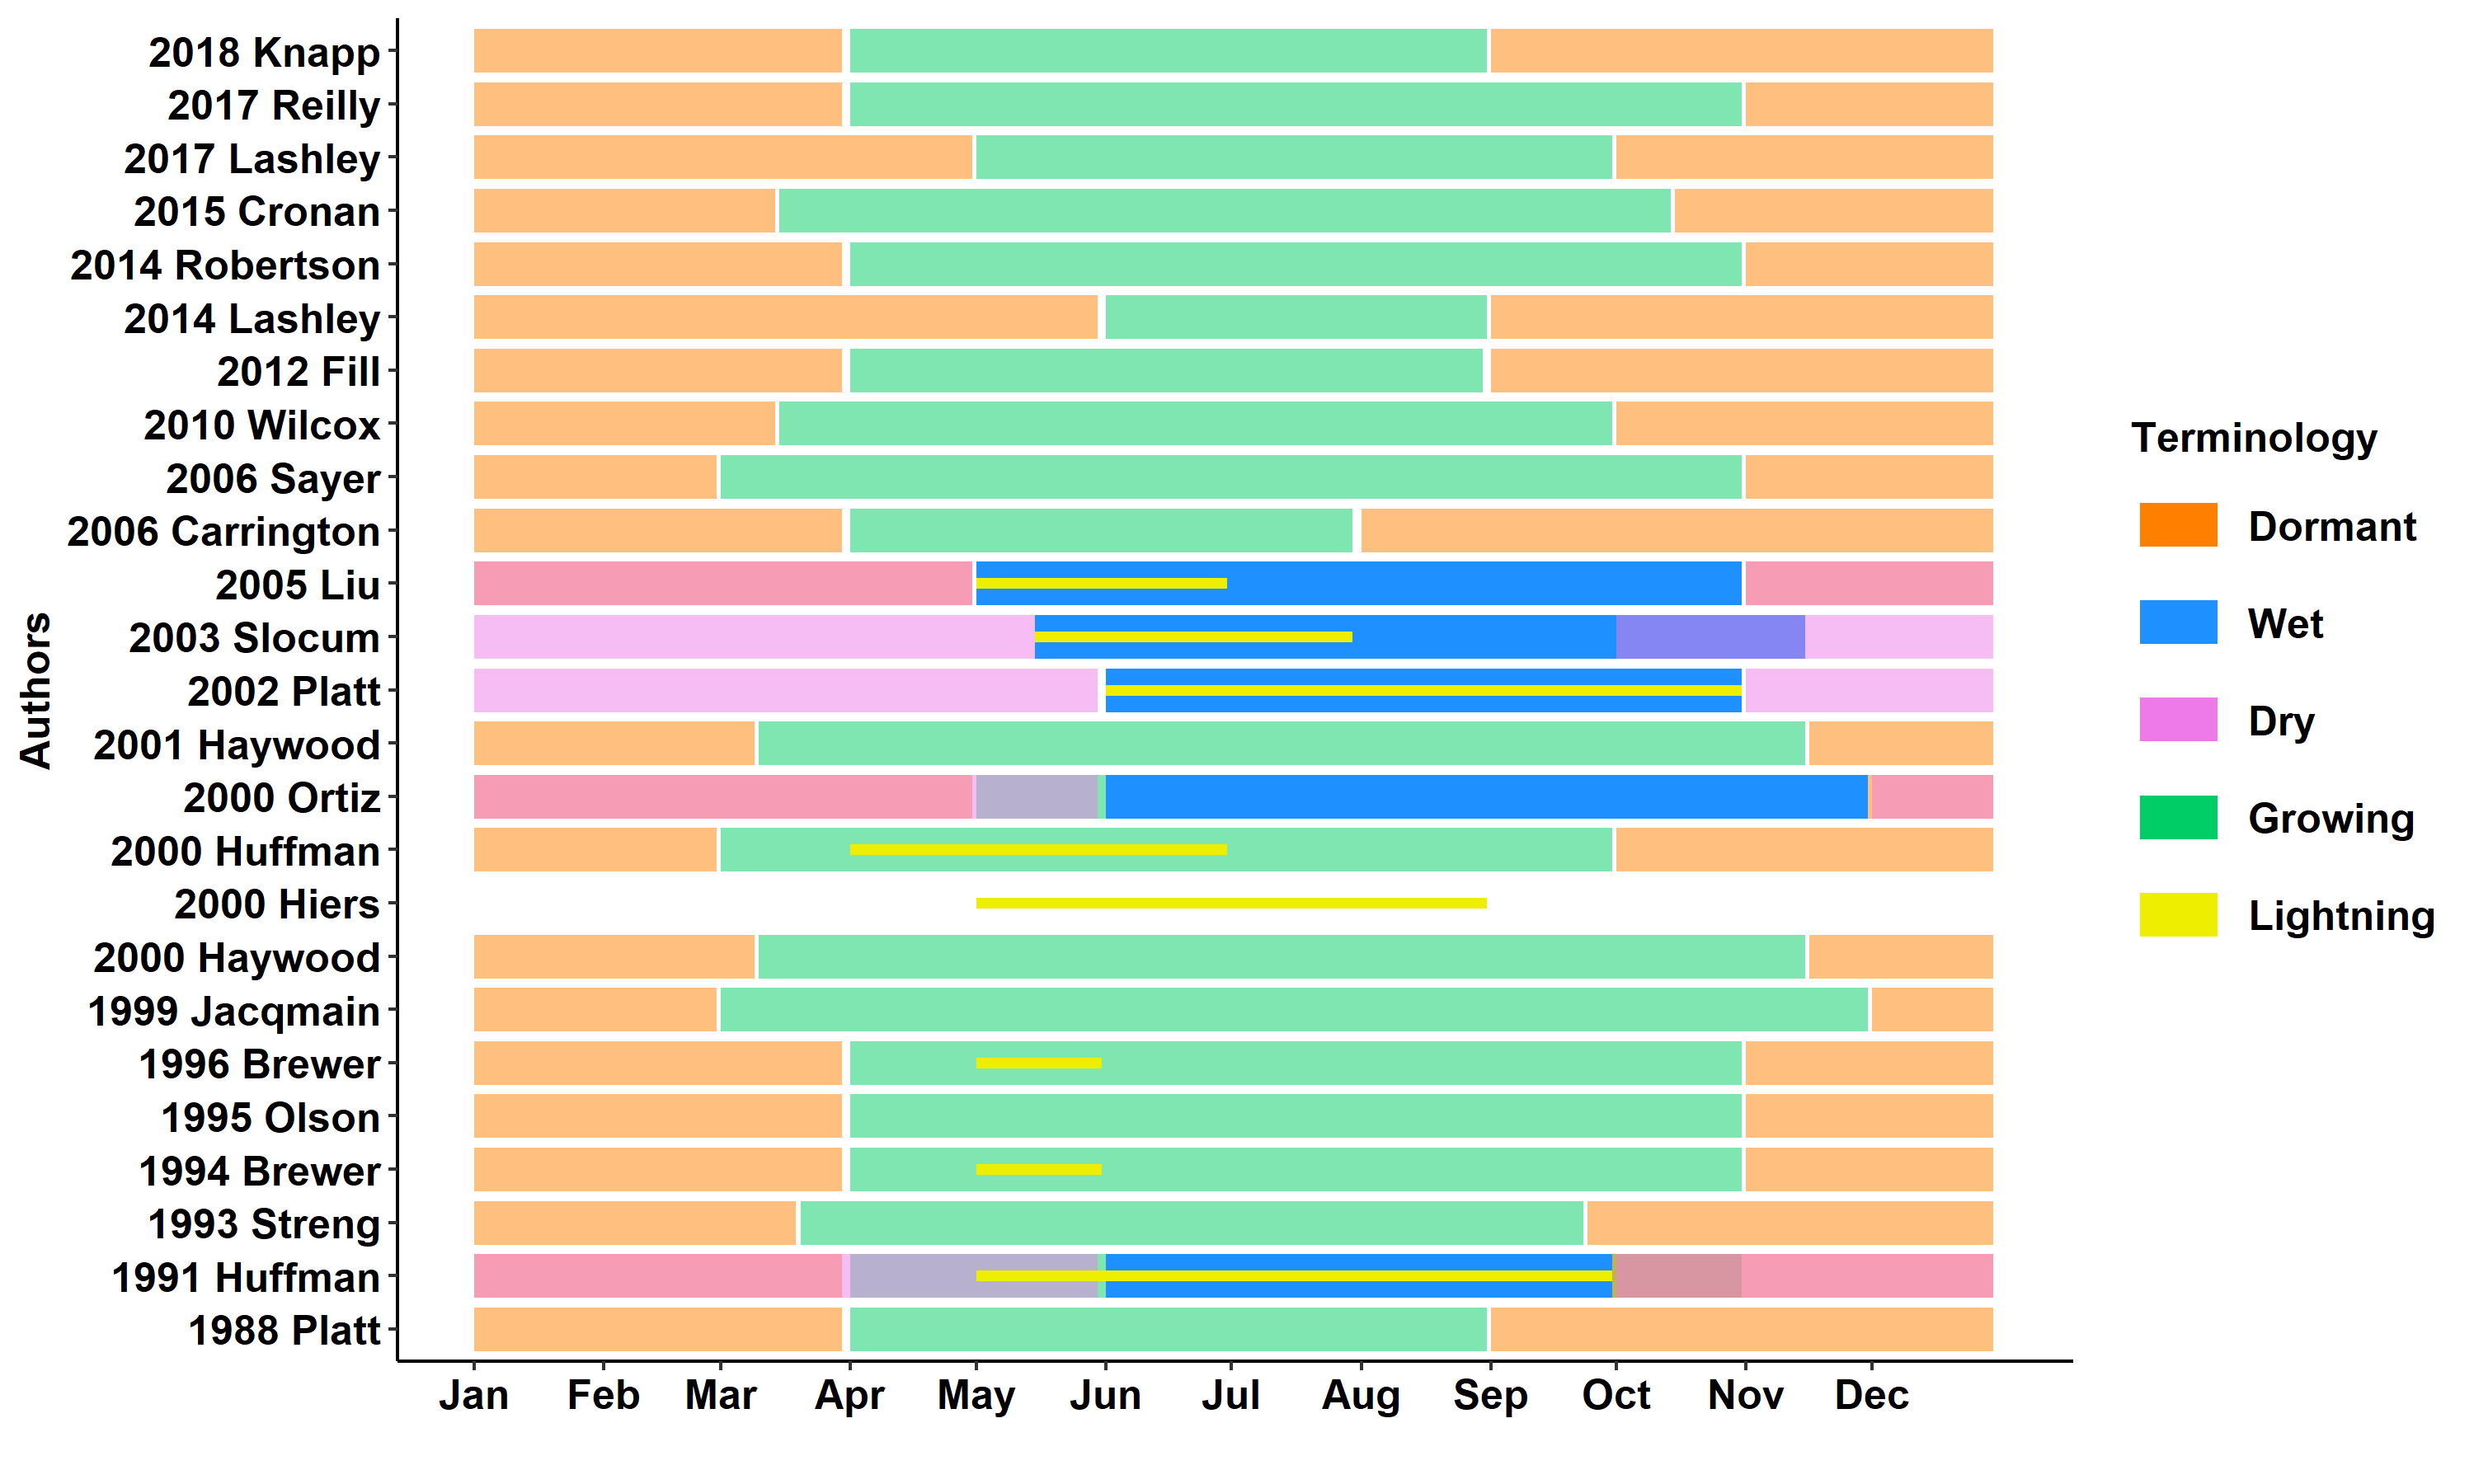 2018 Knapp
2017 Reilly
2017 Lashley
2015 Cronan
2014 Robertson
2014 Lashley
2012 Fill
2010 Wilcox
2006 Sayer
2006 Carrington
2005 Liu
2003 Slocum
2002 Platt
2001 Haywood
2000 Ortiz
2000 Huffman
2000 Hiers
2000 Haywood
1999 Jacqmain
1996 Brewer
1995 Olson
1994 Brewer
1993 Streng
1991 Huffman
1988 Platt
Authors
Jan Feb Mar Apr May Jun Jul Aug Sep Oct Nov Dec
Terminology
Dormant
Wet
Dry
Growing
Lightning